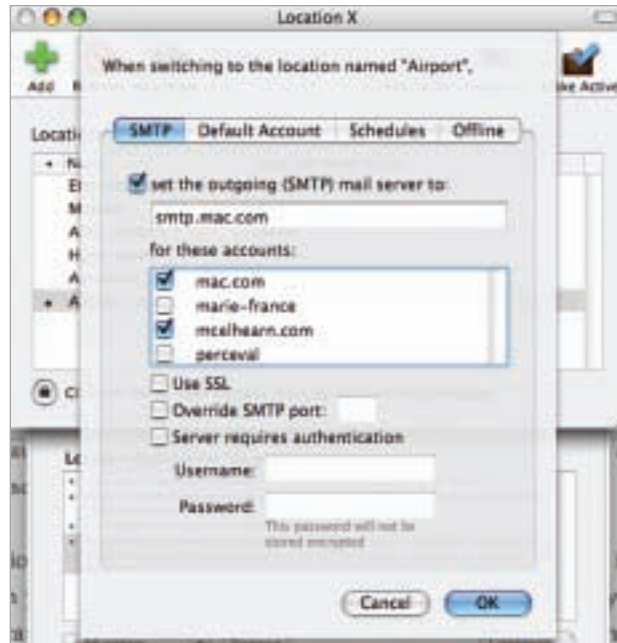 Location X
Add
Active
When switching to the location named "Airport",
SMTP Default Account Schedules Offline
set the outgoing (SMTP) mail server to:
smtp.mac.com
for these accounts:
mac.com
marie-france
mcelhearn.com
perceval
Use SSL
Override SMTP port:
Server requires authentication
Username:
Password:
This password will not be
stored encrypted
Cancel OK